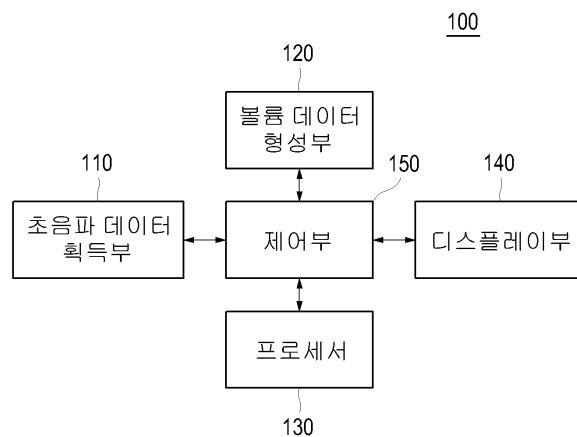 100
120
볼륨 데이터
형성부
110
150
140
초음파 데이터
획득부
제어부
디스플레이부
프로세서
130